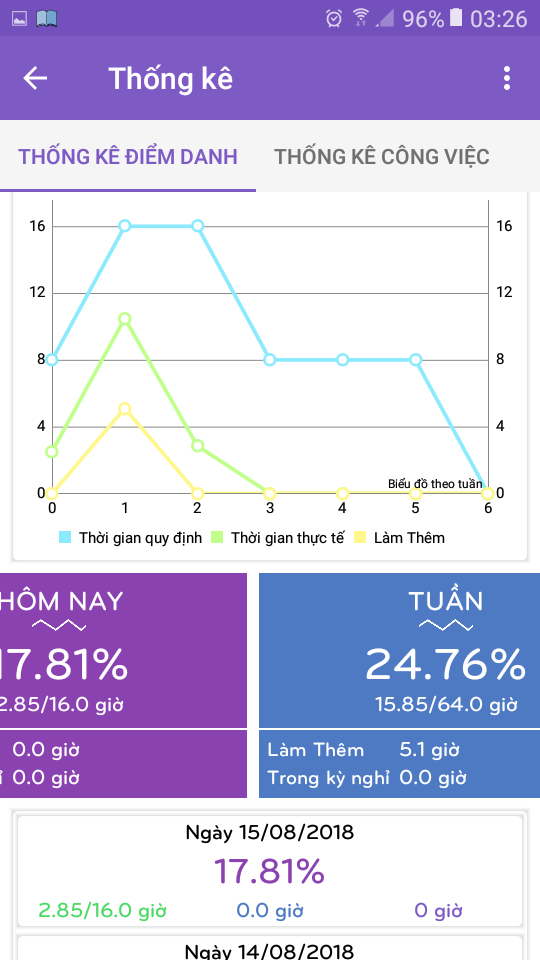 96% 03:26
Thống kê
THỐNG KÊ ĐIỂM DANH THỐNG KÊ CÔNG VIỆC
16 16
12 12
8 8
4 4
Biểu đồ theo tuần
0 0
0 1 2 3 4 5 6
Thời gian quy định Thời gian thực tế Làm Thêm
HÔM NAY
17.81%
2.85/16.0 giờ
0.0 giờ
0.0 giờ
TUẦN
24.76%
15.85/64.0 giờ
Làm Thêm 5.1 giờ
Trong kỳ nghỉ 0.0 giờ
Ngày 15/08/2018
17.81%
2.85/16.0 giờ 0.0 giờ 0 giờ
Ngày 14/08/2018